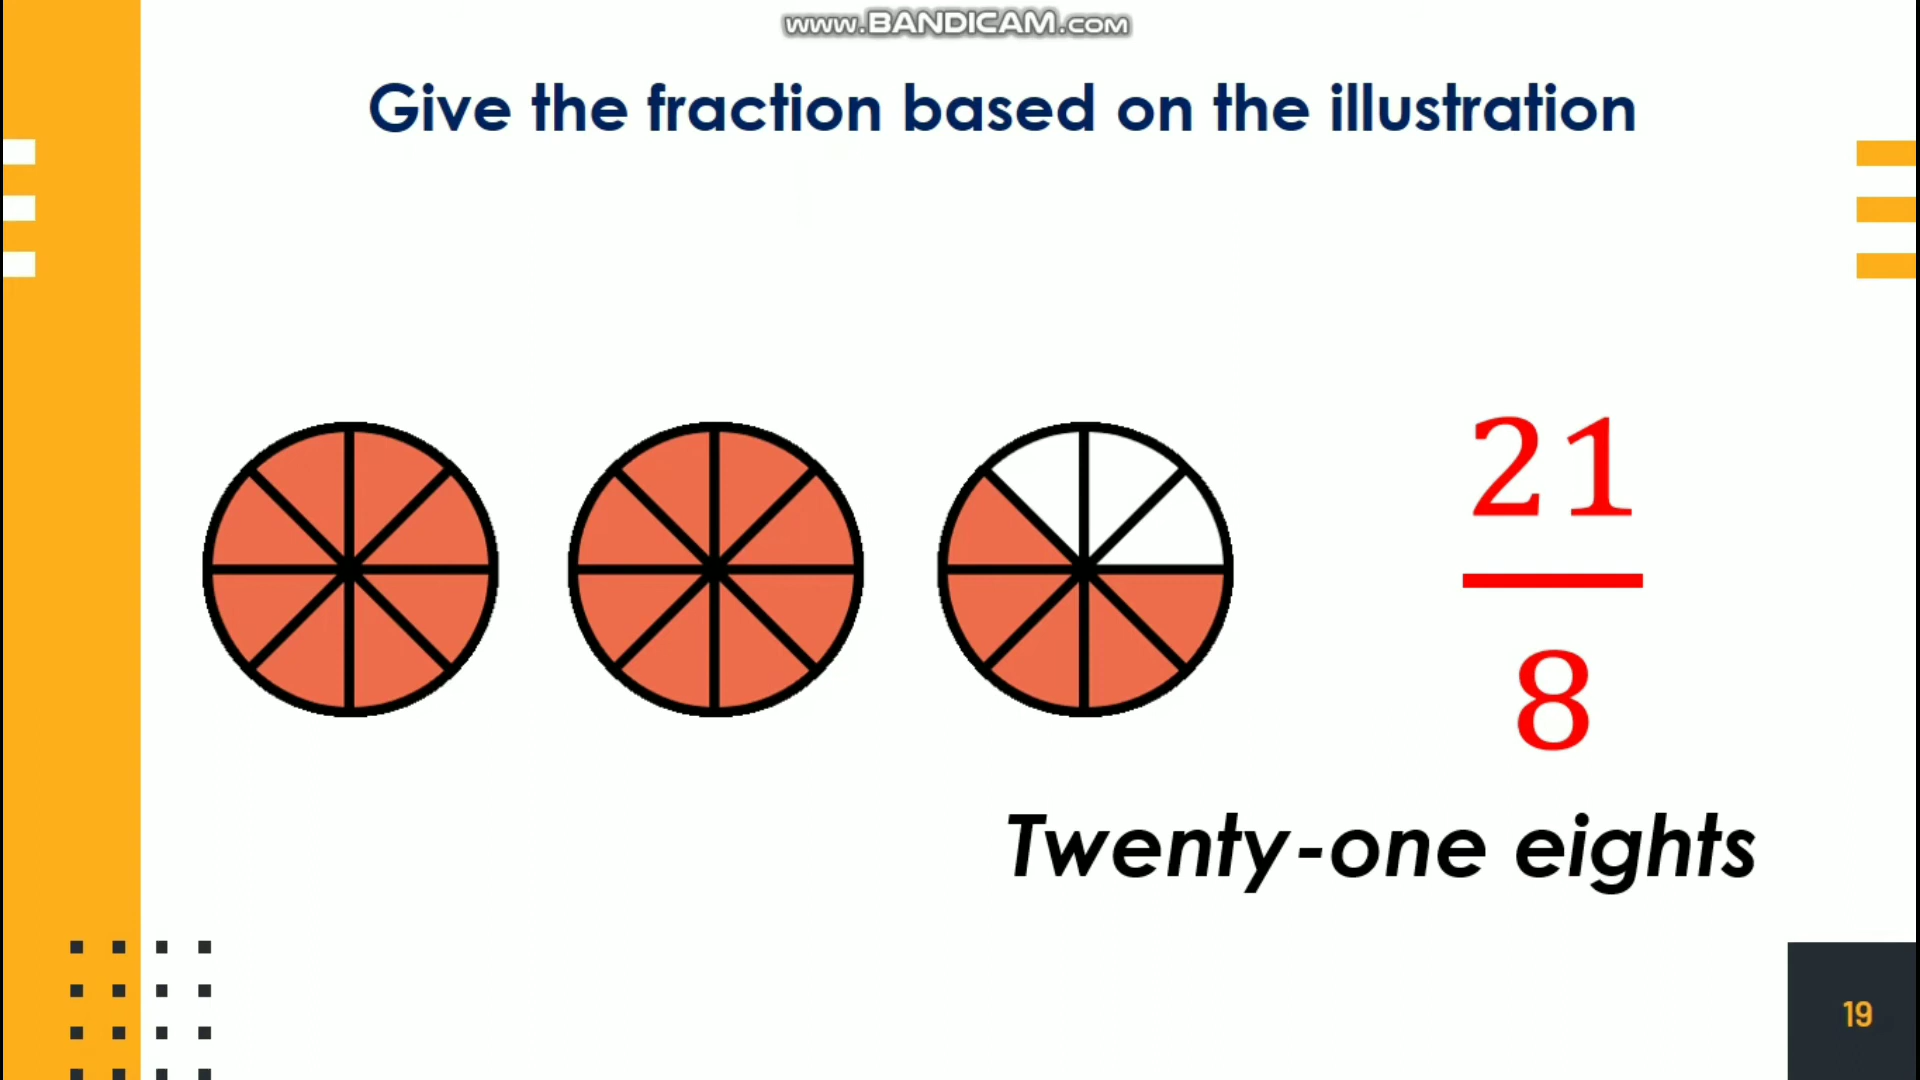 www.BANDICAM.com
Give the fraction based on the illustration
21
8
Twenty-one eights
19